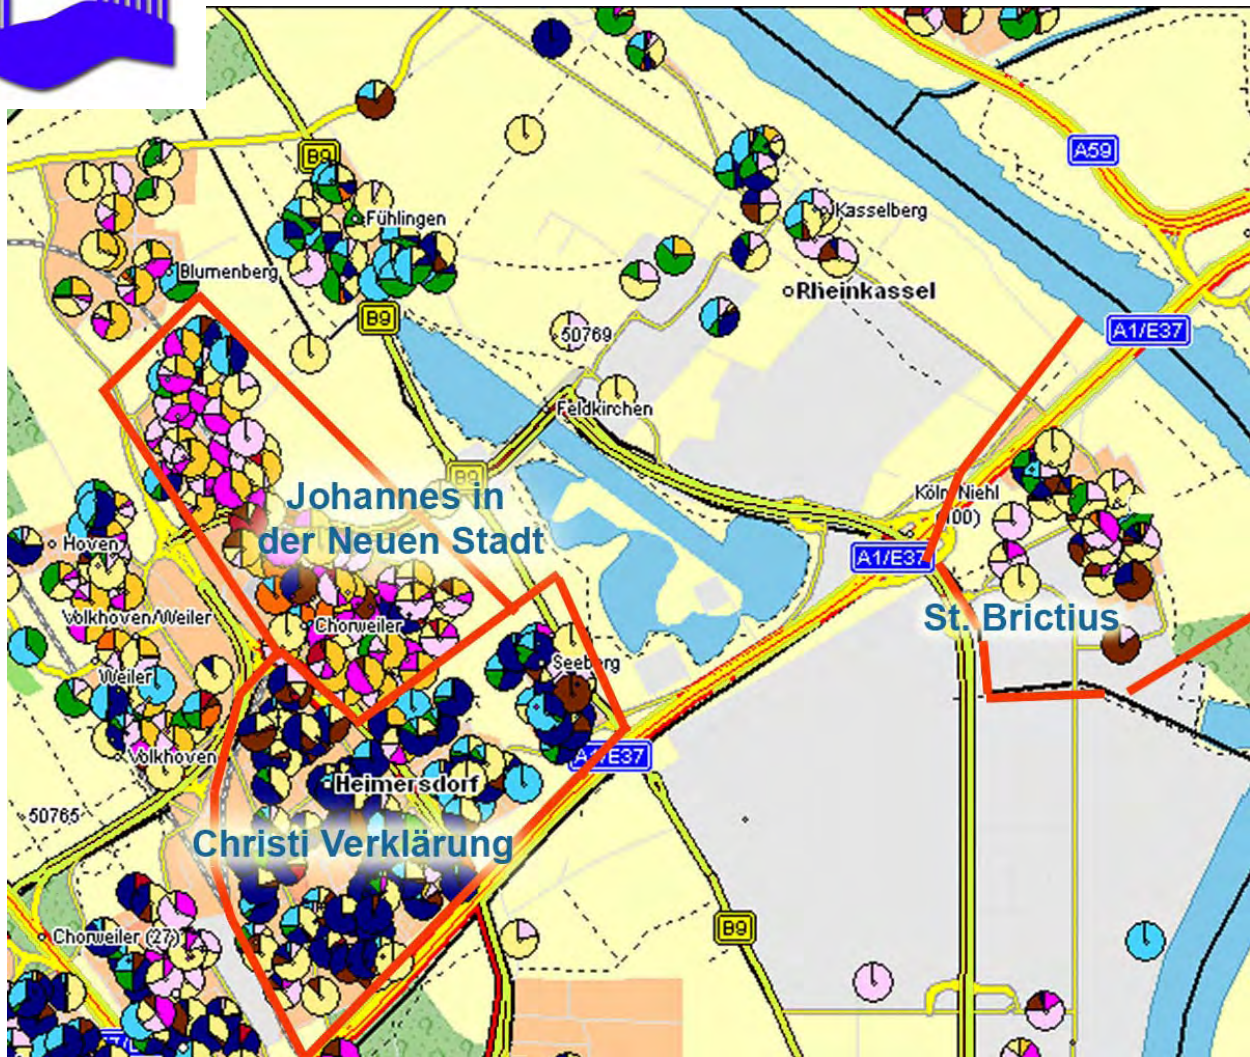 A59
B9
Fühlingen
Kasselberg
Blumenberg
Rheinkassel
B9
50769
A1/E37
Feldkirchen
B9
Köln-Niehl
(100)
Johannes in
der Neuen Stadt
Hoven
A1/E37
Volkhoven/Weiler
Chorweiler
St. Brictius
Seeberg
Weiler
Volkhoven
A1/E37
Heimersdorf
50765
Christi Verklärung
Chorweiler (27)
B9